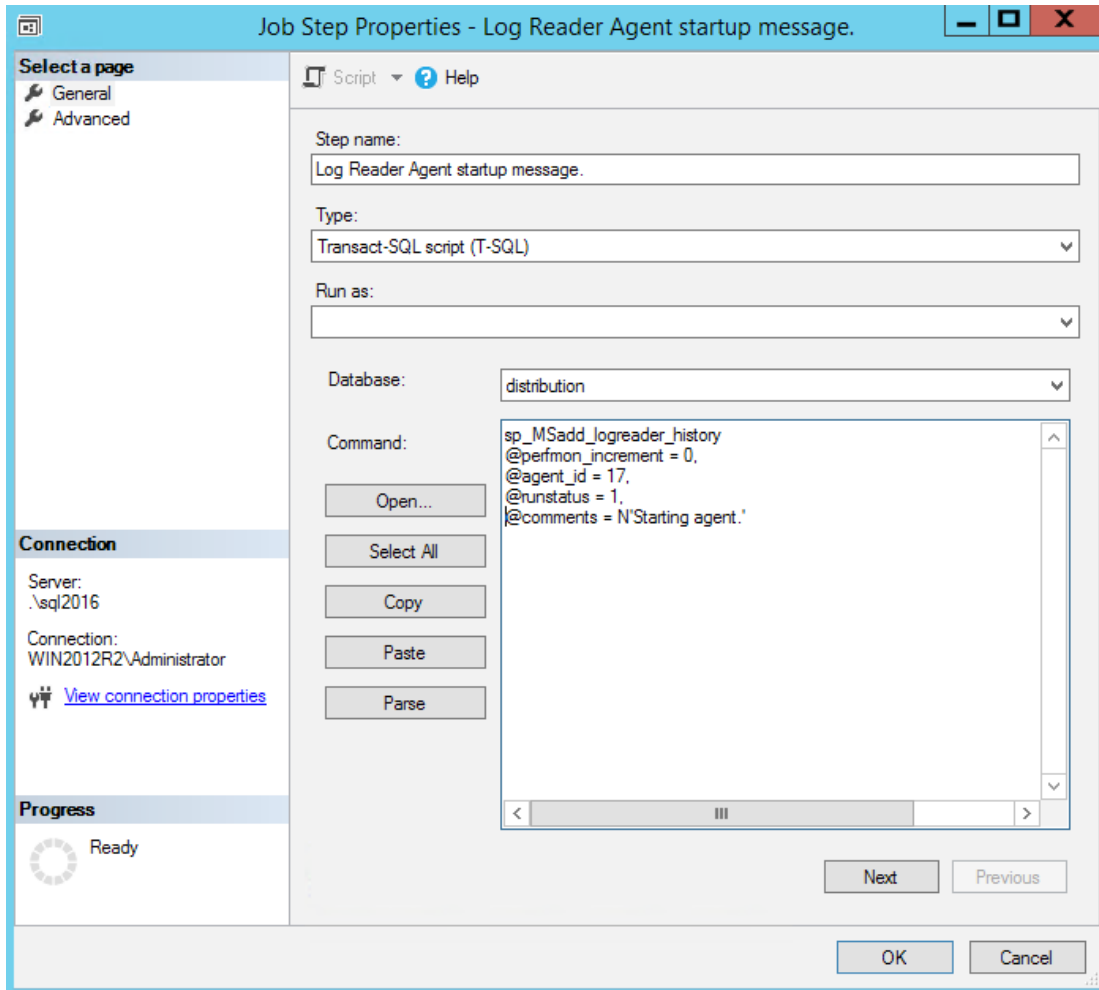 Job Step Properties - Log Reader Agent startup message.
Select a page
General
Advanced
Script
Help
Step name:
Log Reader Agent startup message.
Type:
Transact-SQL script (T-SQL)
Run as:
Database:
distribution
Command:
sp_MSadd_logreader_history
@perfmon_increment = 0,
@agent_id = 17,
@runstatus = 1,
@comments = N'Starting agent.'
Open...
Select All
Copy
Paste
Parse
Connection
Server:
.\sql2016
Connection:
WIN2012R2\Administrator
View connection properties
Progress
Ready
Next
Previous
OK
Cancel